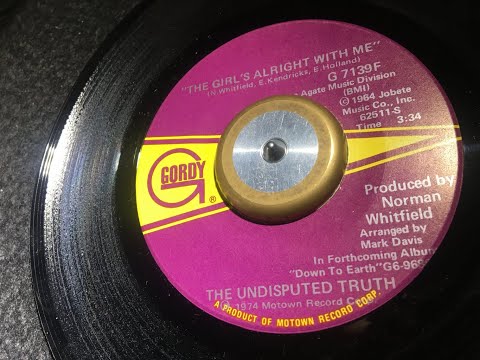 "THE GIRL'S ALRIGHT WITH ME"
(N. Whitfield, E. Kendricks, E. Holland)
G 7139F
Agate Music Division
(BMI)
© 1964 Jobete
Music Co., Inc.
62511-S
Time 3:34
GORDY
G
®
Produced by
Norman
Whitfield
Arranged by
Mark Davis
In Forthcoming Album
"Down To Earth"
THE UNDISPUTED TRUTH
1974 Motown Record
A PRODUCT OF MOTOWN RECORD CORP.